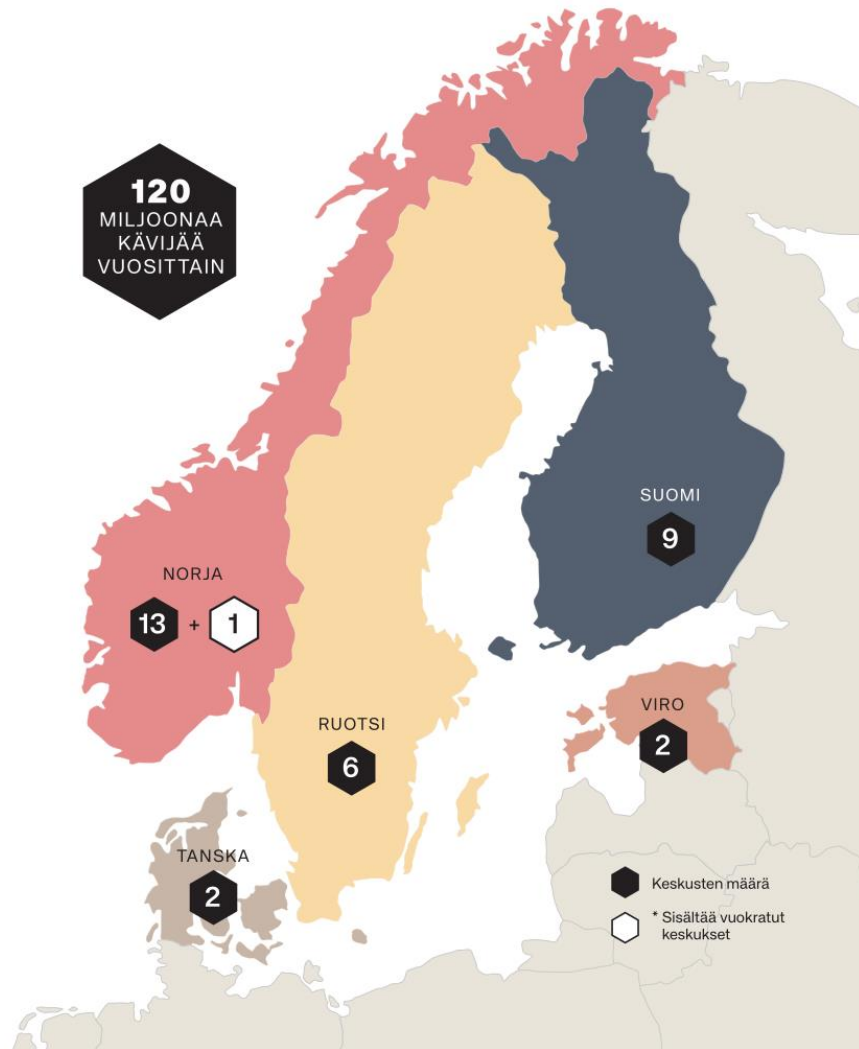 120
MILJOONAA
KÄVIJÄÄ
VUOSITTAIN
SUOMI
9
NORJA
13 + 1
VIRO
2
RUOTSI
6
TANSKA
2
Keskusten määrä
* Sisältää vuokratut
keskukset